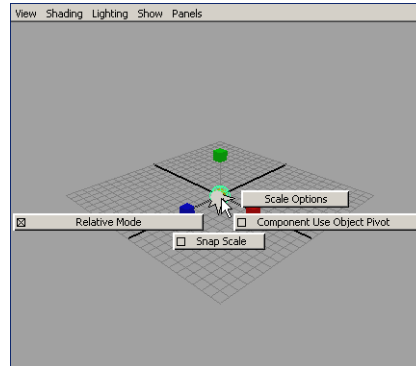 View Shading Lighting Show Panels
Scale Options
Relative Mode
Component Use Object Pivot
Snap Scale